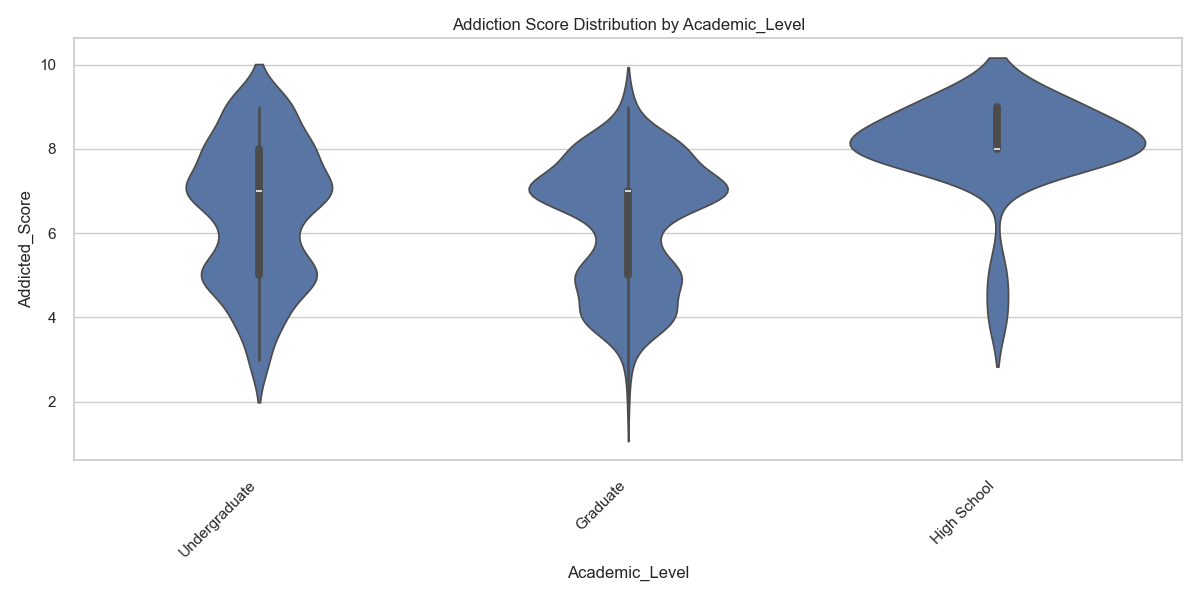 Addiction Score Distribution by Academic_Level
10
8
6
4
2
Addicted_Score
Undergraduate
Graduate
High School
Academic_Level